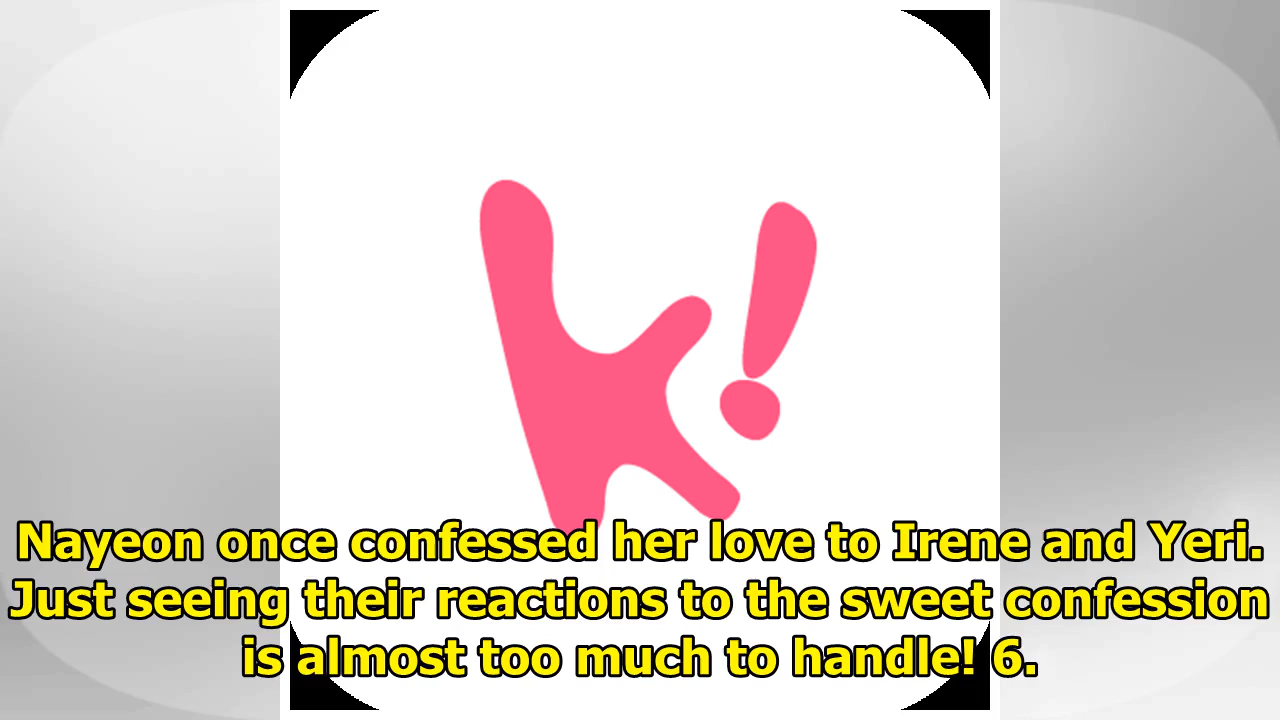 k!
Nayeon once confessed her love to Irene and Yeri.
Just seeing their reactions to the sweet confession
is almost too much to handle! 6.